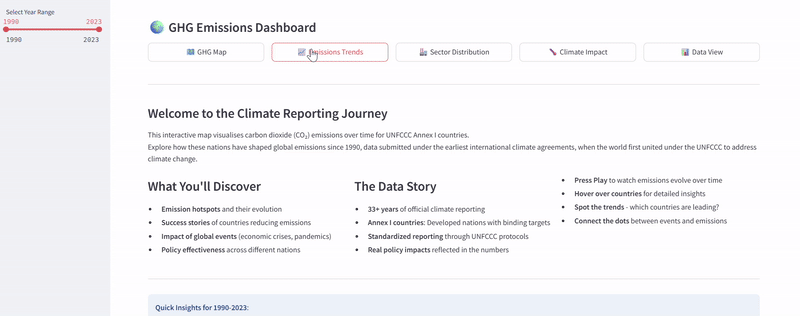 Select Year Range
1990 2023
1990 2023
GHG Emissions Dashboard
GHG Map
Emissions Trends
Sector Distribution
Climate Impact
Data View
Welcome to the Climate Reporting Journey
This interactive map visualises carbon dioxide (CO₂) emissions over time for UNFCCC Annex I countries.
Explore how these nations have shaped global emissions since 1990, data submitted under the earliest international climate agreements, when the world first united under the UNFCCC to address
climate change.
What You'll Discover
• Emission hotspots and their evolution
• Success stories of countries reducing emissions
• Impact of global events (economic crises, pandemics)
• Policy effectiveness across different nations
The Data Story
• 33+ years of official climate reporting
• Annex I countries: Developed nations with binding targets
• Standardized reporting through UNFCCC protocols
• Real policy impacts reflected in the numbers
• Press Play to watch emissions evolve over time
• Hover over countries for detailed insights
• Spot the trends - which countries are leading?
• Connect the dots between events and emissions
Quick Insights for 1990-2023: